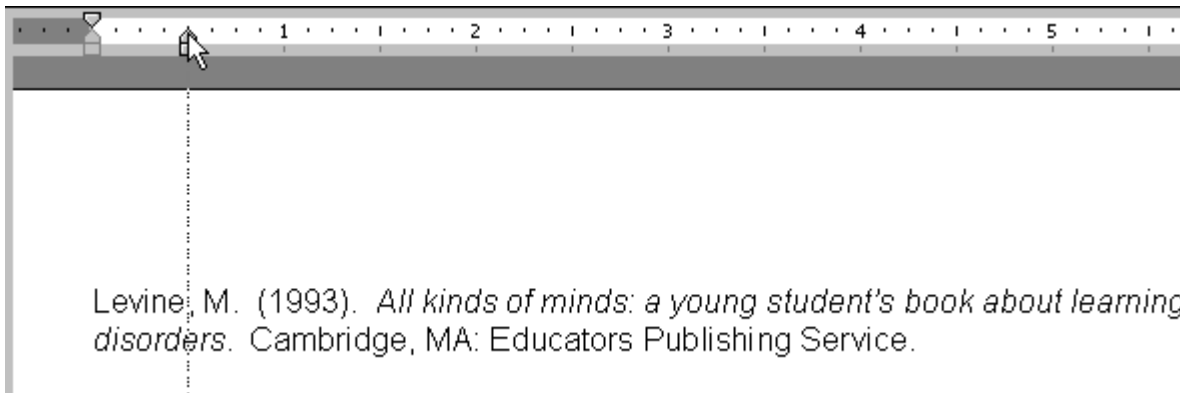 1 2 3 4 5
Levine, M.  (1993).  All kinds of minds: a young student's book about learning
disorders.  Cambridge, MA: Educators Publishing Service.